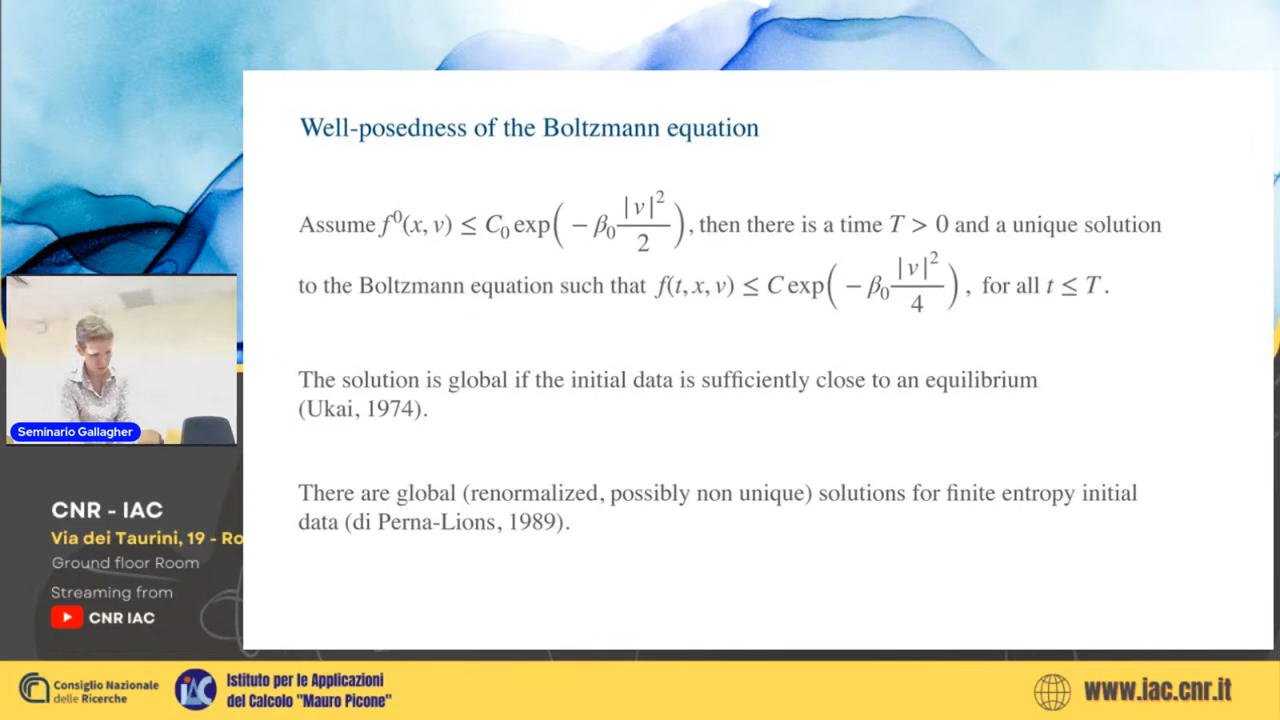 Well-posedness of the Boltzmann equation
Assume f⁰(x, v) ≤ C₀ exp( − β₀ |v|²/2 ), then there is a time T > 0 and a unique solution
to the Boltzmann equation such that f(t, x, v) ≤ C exp( − β₀ |v|²/4 ), for all t ≤ T.
The solution is global if the initial data is sufficiently close to an equilibrium
(Ukai, 1974).
There are global (renormalized, possibly non unique) solutions for finite entropy initial
data (di Perna-Lions, 1989).
Seminario Gallagher
CNR - IAC
Via dei Taurini, 19 - Ro
Ground floor Room
Streaming from
CNR IAC
Consiglio Nazionale
delle Ricerche
IAC
Istituto per le Applicazioni
del Calcolo "Mauro Picone"
www.iac.cnr.it